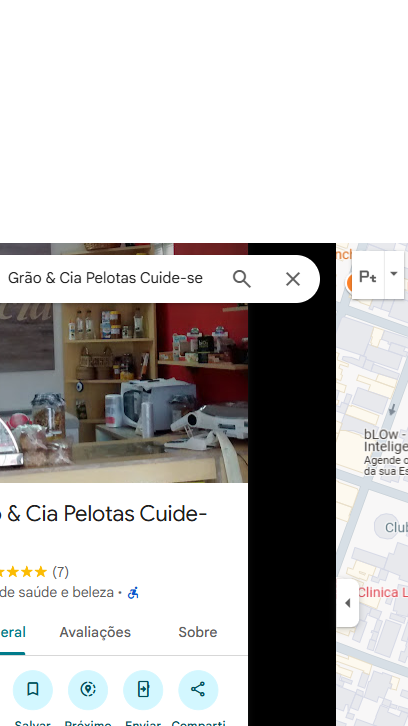 Grão & Cia Pelotas Cuide-se
Pt
bLOw -
Intelige
Agende o
da sua Es
& Cia Pelotas Cuide-
(7)
Club
de saúde e beleza ·
Clinica L
eral Avaliações Sobre
Salvar Próximo Enviar Comparti